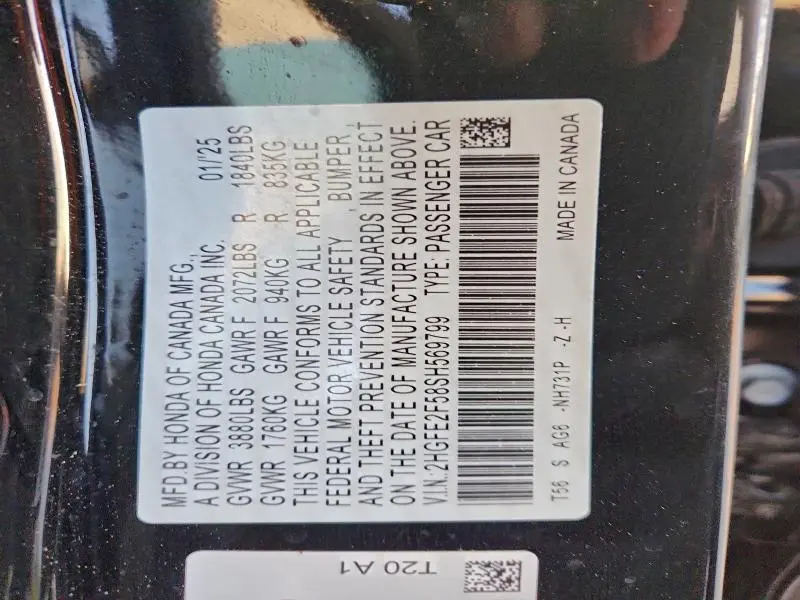 MFD.BY HONDA OF CANADA MFG., 01/'25
A DIVISION OF HONDA CANADA INC.
GVWR 3880LBS GAWR F 2072LBS R 1840LBS
GVWR 1760KG GAWR F 940KG R 835KG
THIS VEHICLE CONFORMS TO ALL APPLICABLE
FEDERAL MOTOR VEHICLE SAFETY , BUMPER ,
AND THEFT PREVENTION STANDARDS IN EFFECT
ON THE DATE OF MANUFACTURE SHOWN ABOVE.
V.I.N.:2HGFE2F56SH569799 TYPE: PASSENGER CAR
T56 S AG6 -NH731P -Z -H MADE IN CANADA
T20 A1